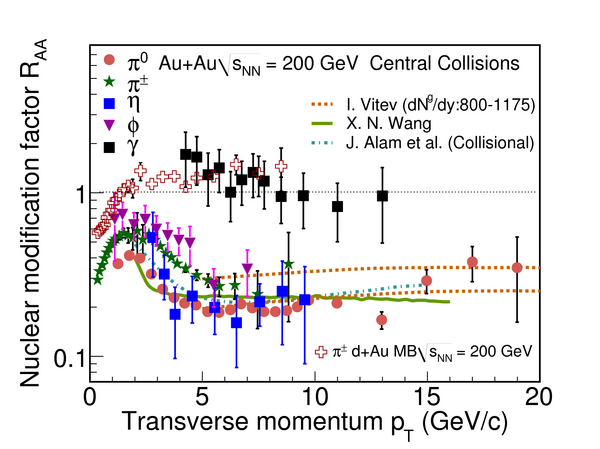 π⁰ Au+Au√s_NN = 200 GeV Central Collisions
π±
η
I. Vitev (dN^g/dy:800-1175)
ϕ
X. N. Wang
γ
J. Alam et al. (Collisional)
Nuclear modification factor R_AA
1
0.1
π± d+Au MB√s_NN = 200 GeV
0 5 10 15 20
Transverse momentum p_T (GeV/c)